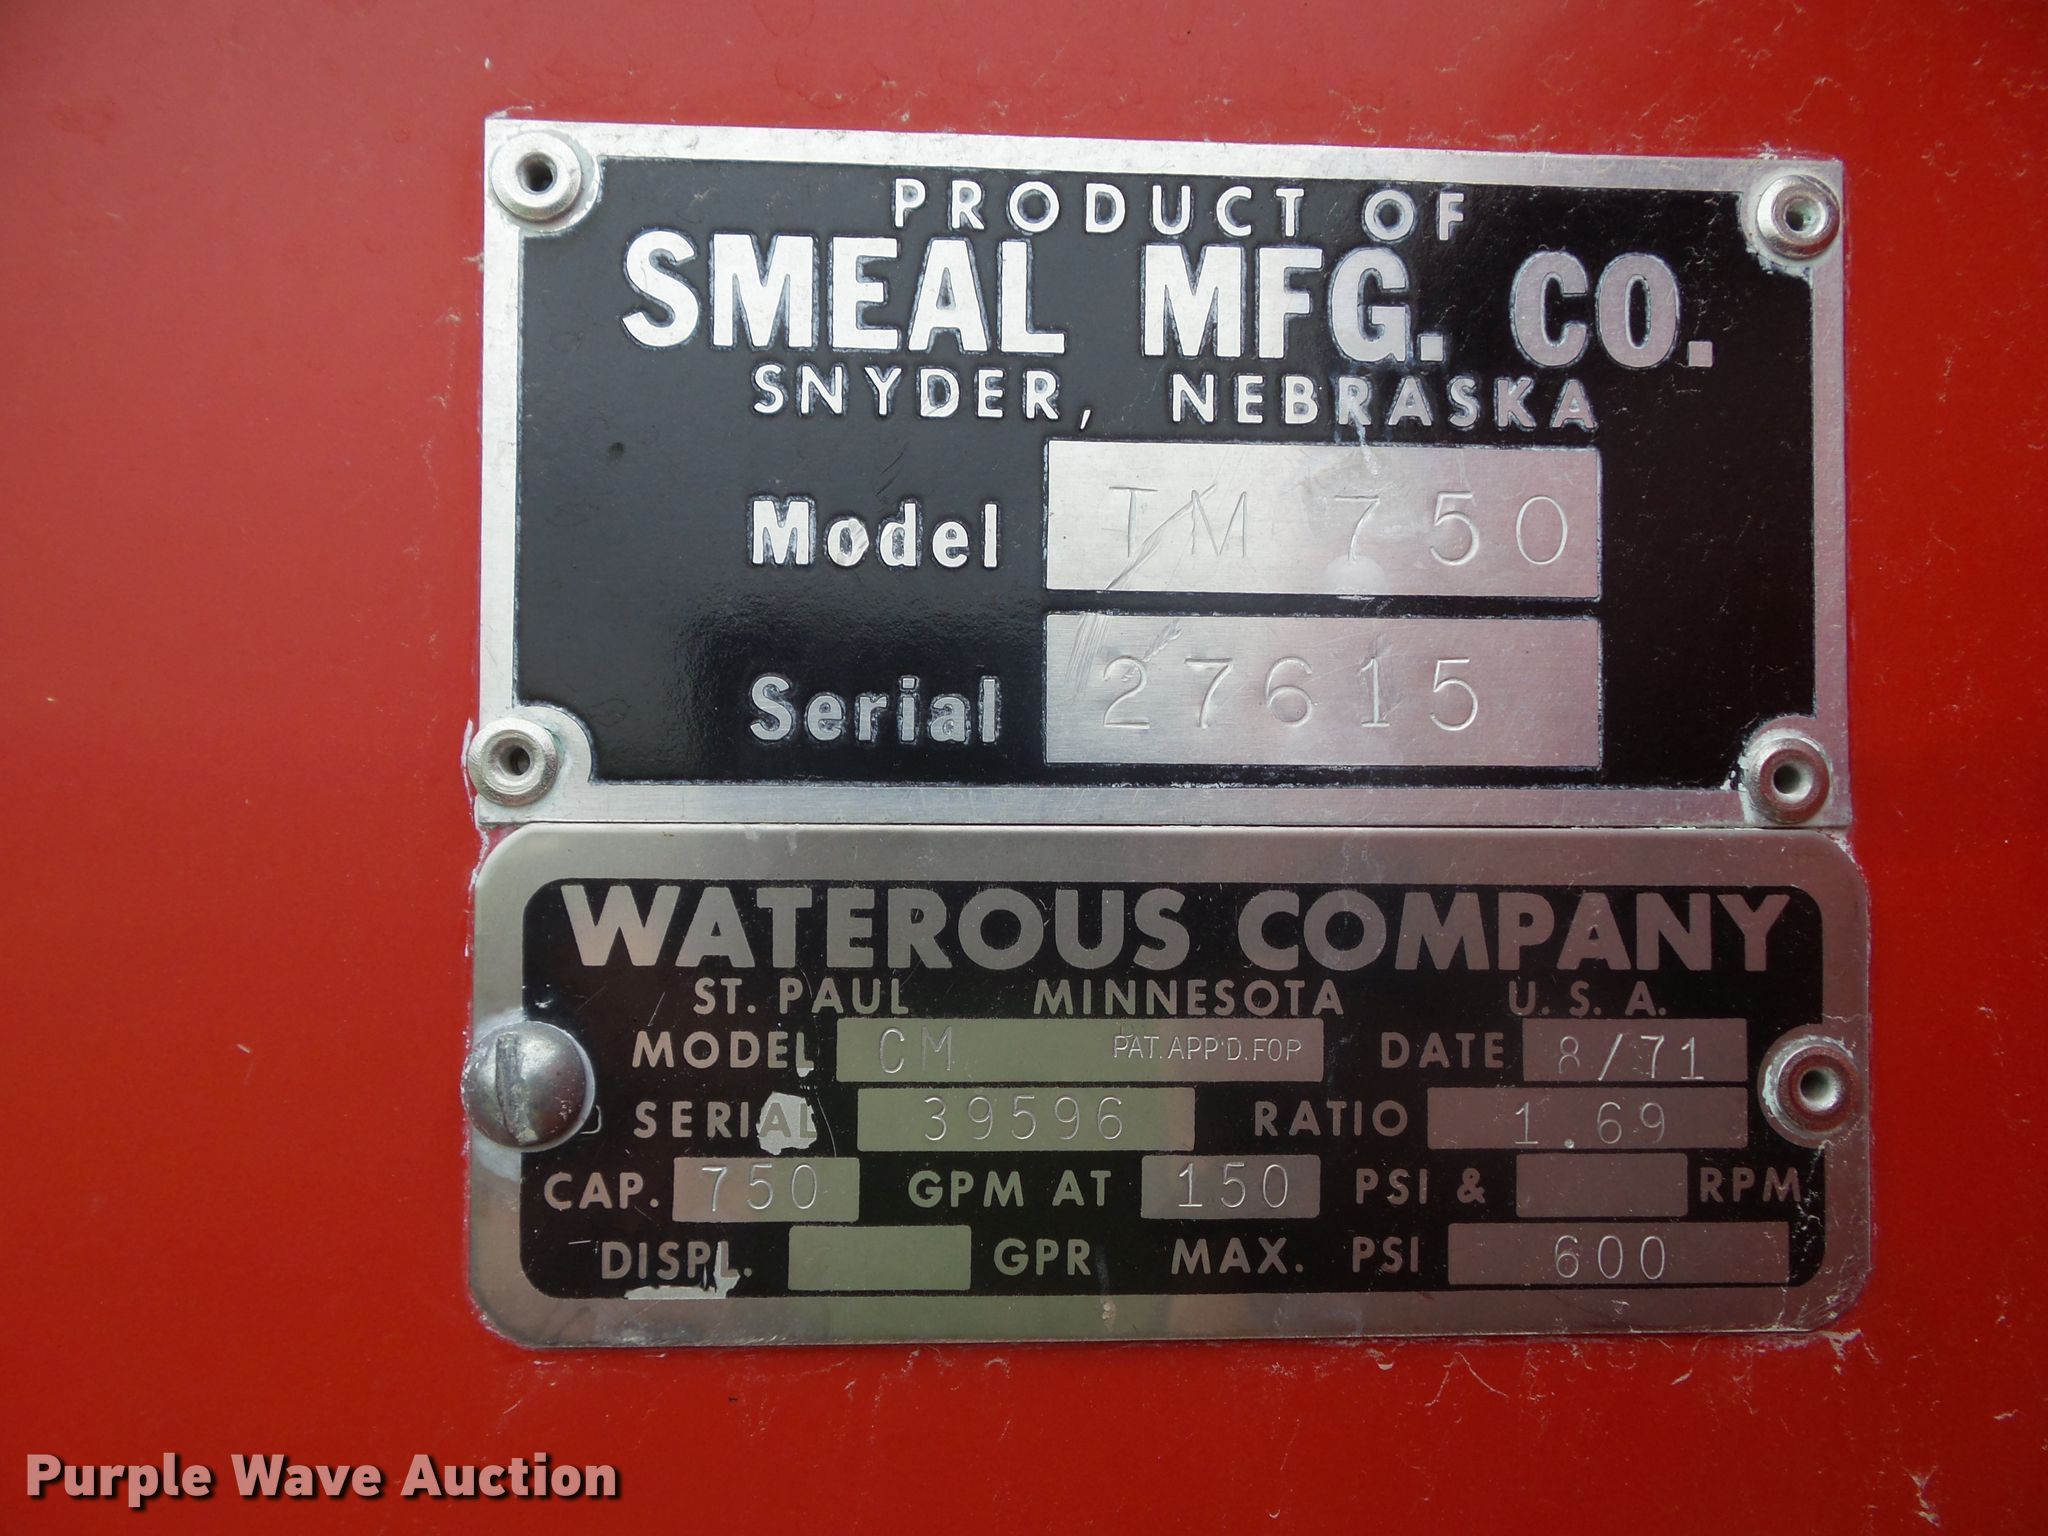 PRODUCT OF
SMEAL MFG. CO.
SNYDER, NEBRASKA
Model TM 750
Serial 27615
WATEROUS COMPANY
ST. PAUL MINNESOTA U. S. A.
MODEL CM PAT. APP'D. FOR DATE 8/71
SERIAL 39596 RATIO 1.69
CAP. 750 GPM AT 150 PSI & RPM
DISPL. GPR MAX. PSI 600
Purple Wave Auction